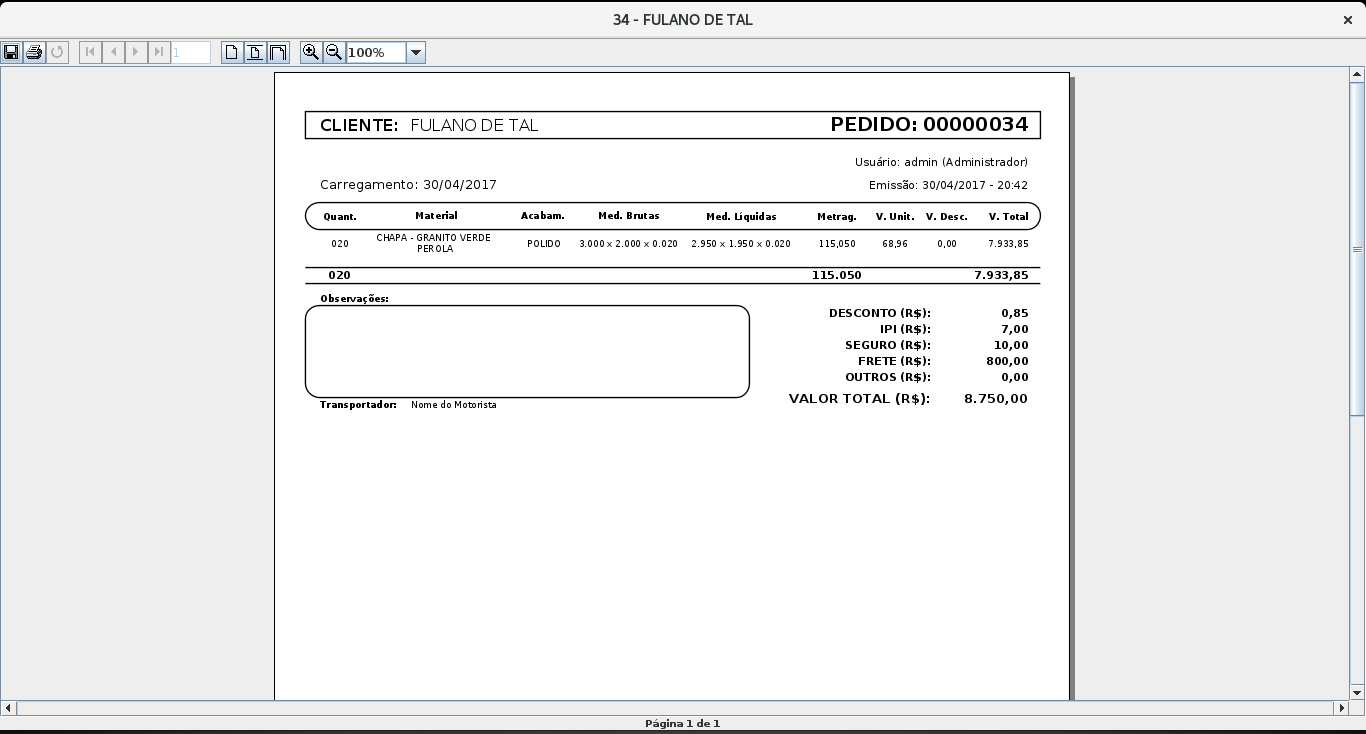 34 - FULANO DE TAL
1
100%
CLIENTE: FULANO DE TAL PEDIDO: 00000034
Usuário: admin (Administrador)
Carregamento: 30/04/2017 Emissão: 30/04/2017 - 20:42
Quant. Material Acabam. Med. Brutas Med. Líquidas Metrag. V. Unit. V. Desc. V. Total
020 CHAPA - GRANITO VERDE PEROLA POLIDO 3.000 x 2.000 x 0.020 2.950 x 1.950 x 0.020 115,050 68,96 0,00 7.933,85
020 115.050 7.933,85
Observações:
DESCONTO (R$): 0,85
IPI (R$): 7,00
SEGURO (R$): 10,00
FRETE (R$): 800,00
OUTROS (R$): 0,00
VALOR TOTAL (R$): 8.750,00
Transportador: Nome do Motorista
Página 1 de 1